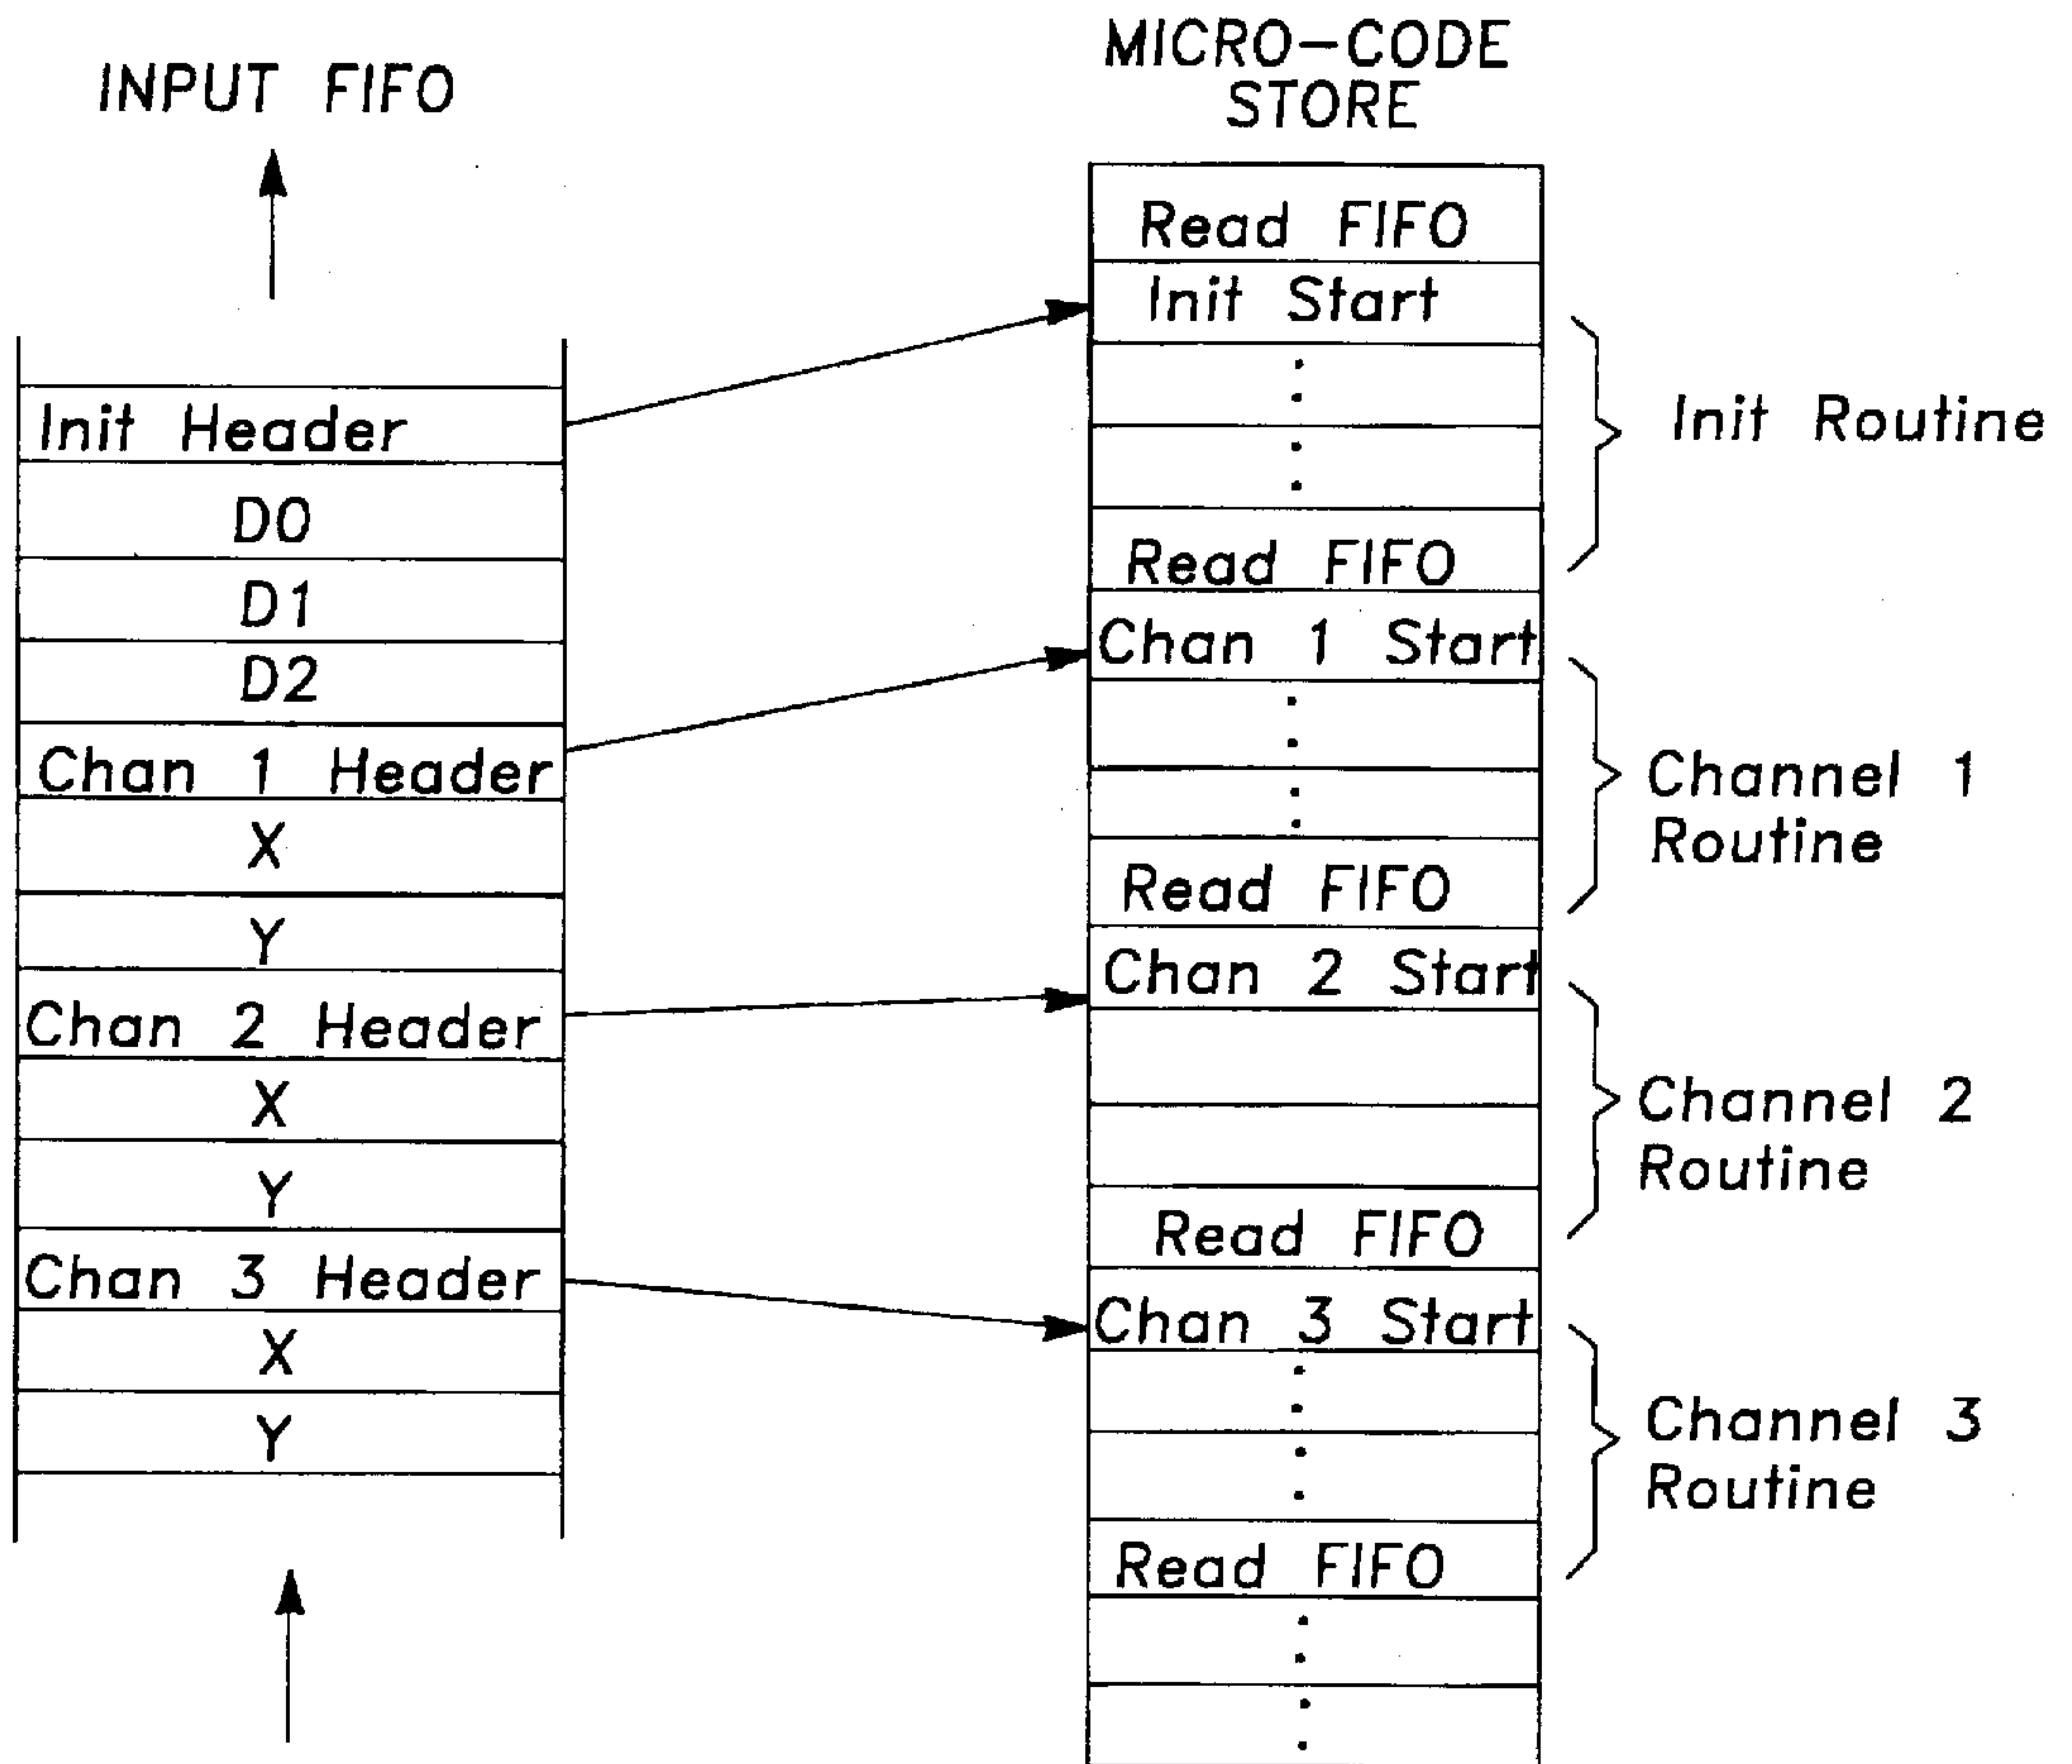 INPUT FIFO
Init Header
D0
D1
D2
Chan 1 Header
X
Y
Chan 2 Header
X
Y
Chan 3 Header
X
Y
MICRO-CODE
STORE
Read FIFO
Init Start
Read FIFO
Chan 1 Start
Read FIFO
Chan 2 Start
Read FIFO
Chan 3 Start
Read FIFO
Init Routine
Channel 1
Routine
Channel 2
Routine
Channel 3
Routine